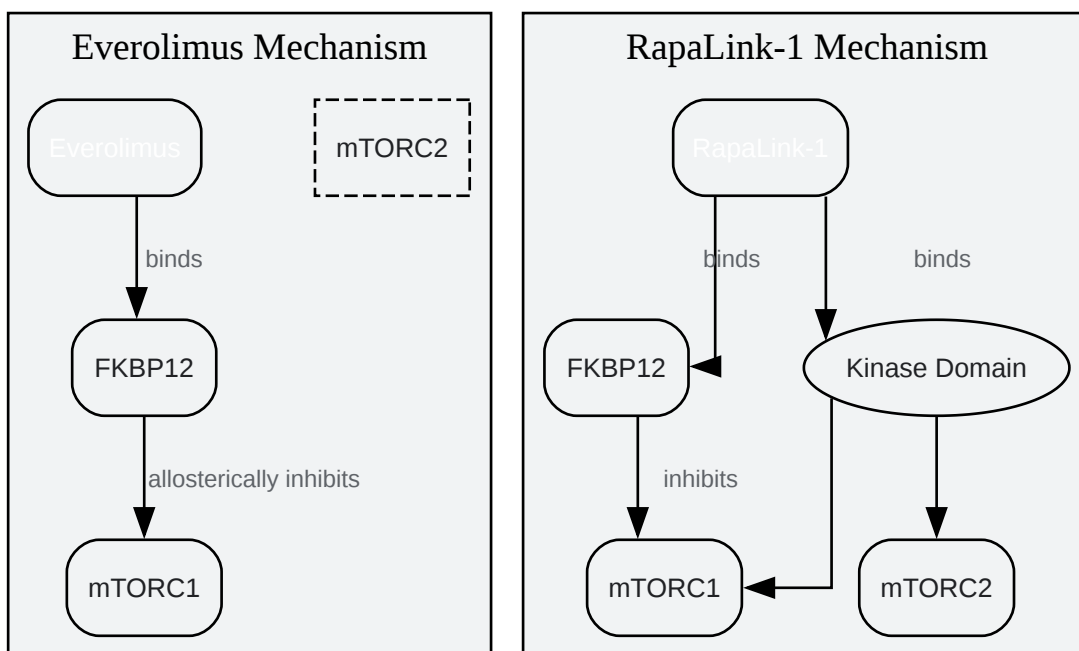 Everolimus Mechanism
Everolimus
mTORC2
binds
FKBP12
allosterically inhibits
mTORC1
RapaLink-1 Mechanism
RapaLink-1
binds
binds
FKBP12
Kinase Domain
inhibits
mTORC1
mTORC2